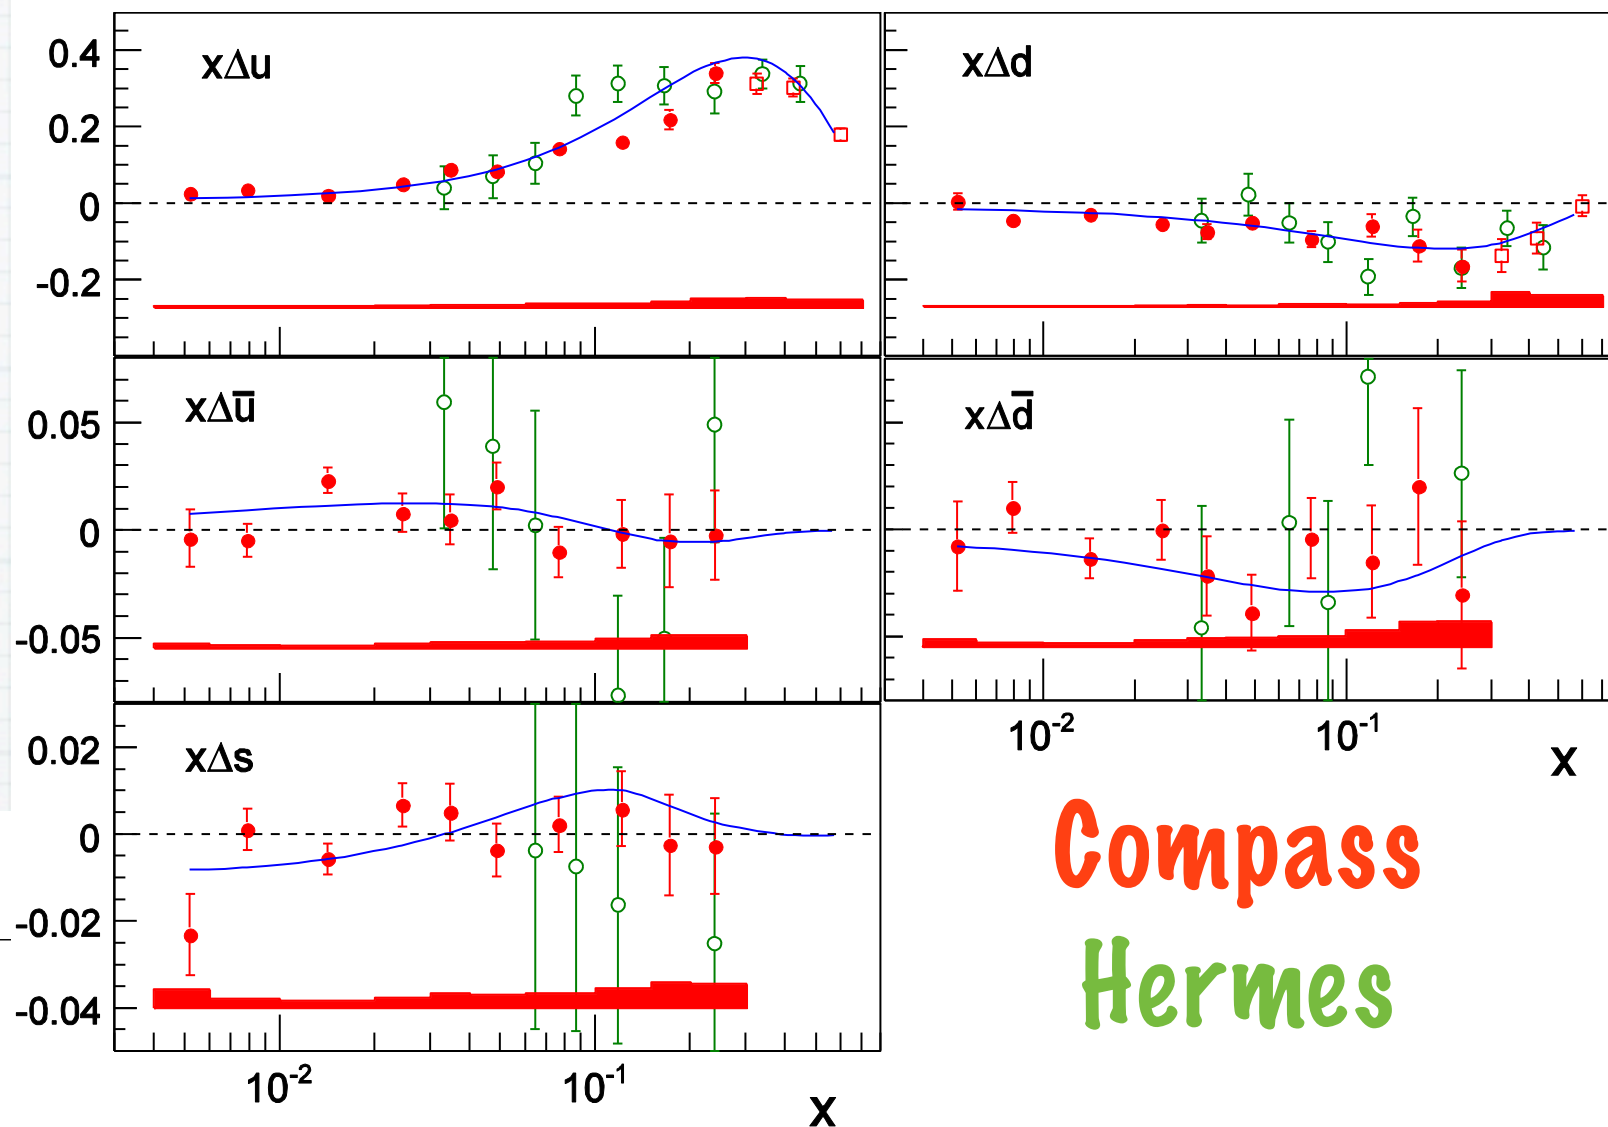 xΔu
xΔd
0.4
0.2
0
-0.2
xΔu̅
xΔd̅
0.05
0
-0.05
10⁻² 10⁻¹
x
xΔs
0.02
0
-0.02
-0.04
10⁻² 10⁻¹
x
Compass
Hermes